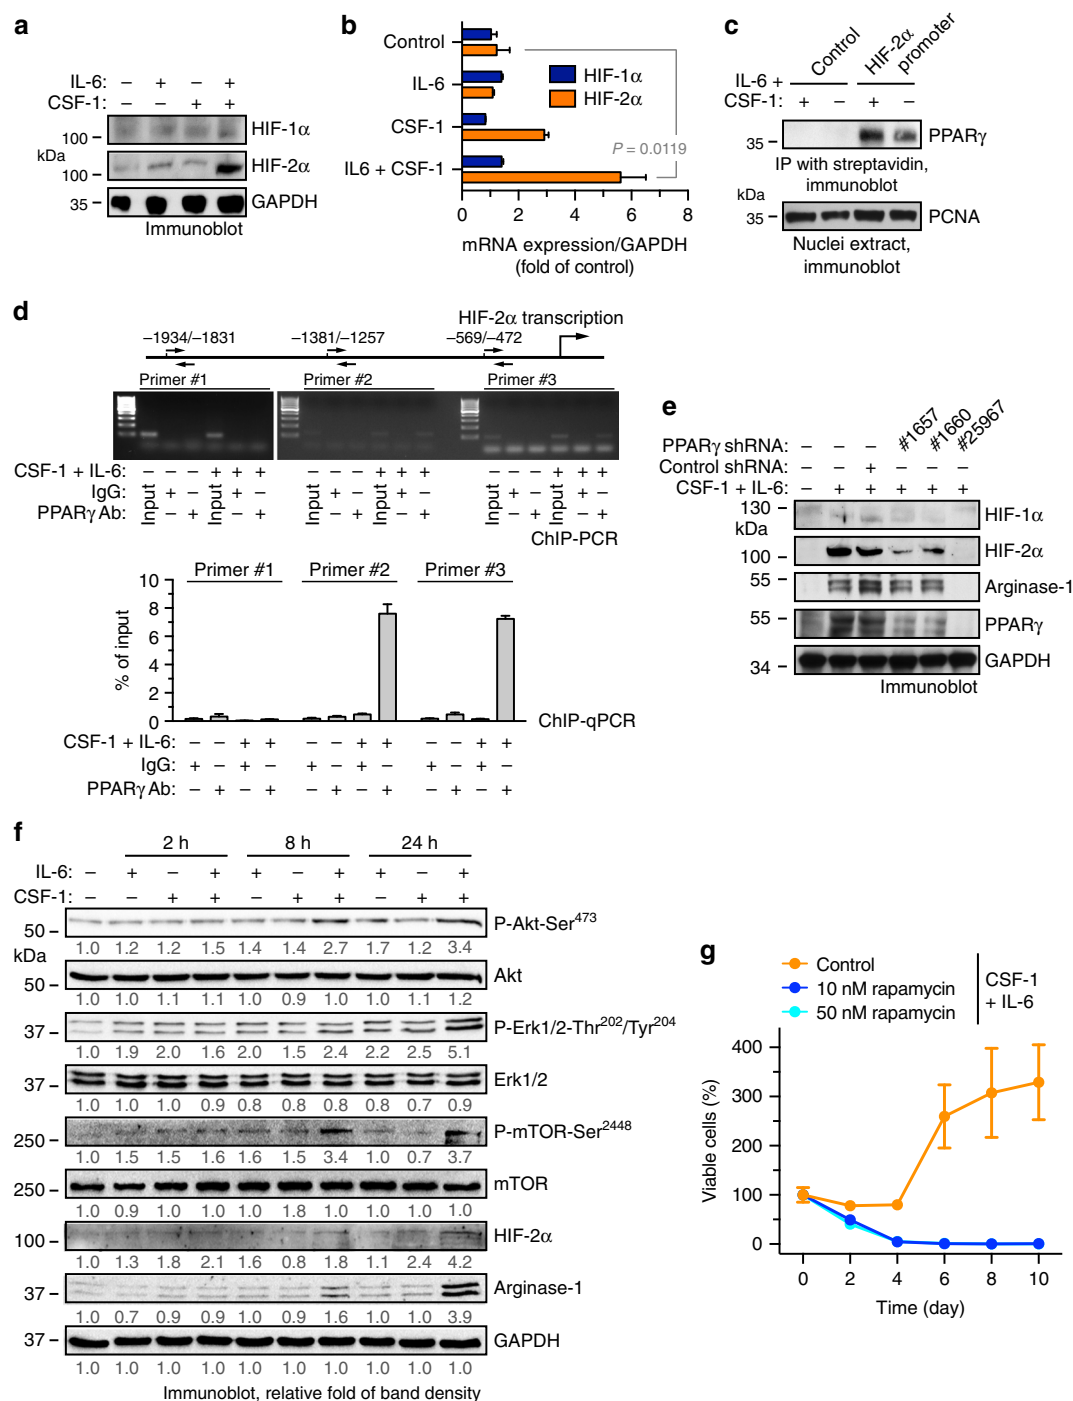 a
IL-6: – + – +
CSF-1: – – + +
HIF-1α
100 –
kDa
HIF-2α
100 –
35 –
GAPDH
Immunoblot
b
Control
IL-6
CSF-1
IL6 + CSF-1
HIF-1α
HIF-2α
P = 0.0119
0 2 4 6 8
mRNA expression/GAPDH
(fold of control)
c
Control
HIF-2α promoter
IL-6 +
CSF-1: + – + –
35 –
PPARγ
IP with streptavidin,
immunoblot
kDa
35 –
PCNA
Nuclei extract,
immunoblot
d
HIF-2α transcription
–1934/–1831 –1381/–1257 –569/–472
Primer #1 Primer #2 Primer #3
CSF-1 + IL-6: – – + + + – – + + + – – + + +
IgG: Input + – Input + – Input + – Input + – Input + – Input + –
PPARγ Ab: – + – + – + – + – + – +
ChIP-PCR
Primer #1 Primer #2 Primer #3
% of input
10
8
6
4
2
0
ChIP-qPCR
CSF-1 + IL-6: – – + + – – + + – – + +
IgG: + – + – + – + – + – + –
PPARγ Ab: – + – + – + – + – + – +
e
PPARγ shRNA: – – – #1657 #1660 #25967
Control shRNA: – – + – – –
CSF-1 + IL-6: – + + + + +
130 –
kDa
HIF-1α
100 –
HIF-2α
55 –
Arginase-1
55 –
PPARγ
34 –
GAPDH
Immunoblot
f
2 h 8 h 24 h
IL-6: – + – + + – + + – +
CSF-1: – – + + – + + – + +
50 –
P-Akt-Ser473
kDa
1.0 1.2 1.2 1.5 1.4 1.4 2.7 1.7 1.2 3.4
50 –
Akt
1.0 1.0 1.1 1.1 1.0 0.9 1.0 1.0 1.1 1.2
37 –
P-Erk1/2-Thr202/Tyr204
1.0 1.9 2.0 1.6 2.0 1.5 2.4 2.2 2.5 5.1
37 –
Erk1/2
1.0 1.0 1.0 0.9 0.8 0.8 0.8 0.8 0.7 0.9
250 –
P-mTOR-Ser2448
1.0 1.5 1.5 1.6 1.6 1.5 3.4 1.0 0.7 3.7
250 –
mTOR
1.0 0.9 1.0 1.0 1.0 1.8 1.0 1.0 1.0 1.0
100 –
HIF-2α
1.0 1.3 1.8 2.1 1.6 0.8 1.8 1.1 2.4 4.2
37 –
Arginase-1
1.0 0.7 0.9 0.9 1.0 0.9 1.6 1.0 1.0 3.9
37 –
GAPDH
1.0 1.0 1.0 1.0 1.0 1.0 1.0 1.0 1.0 1.0
Immunoblot, relative fold of band density
g
Control
10 nM rapamycin
50 nM rapamycin
CSF-1
+ IL-6
Viable cells (%)
400
300
200
100
0
0 2 4 6 8 10
Time (day)